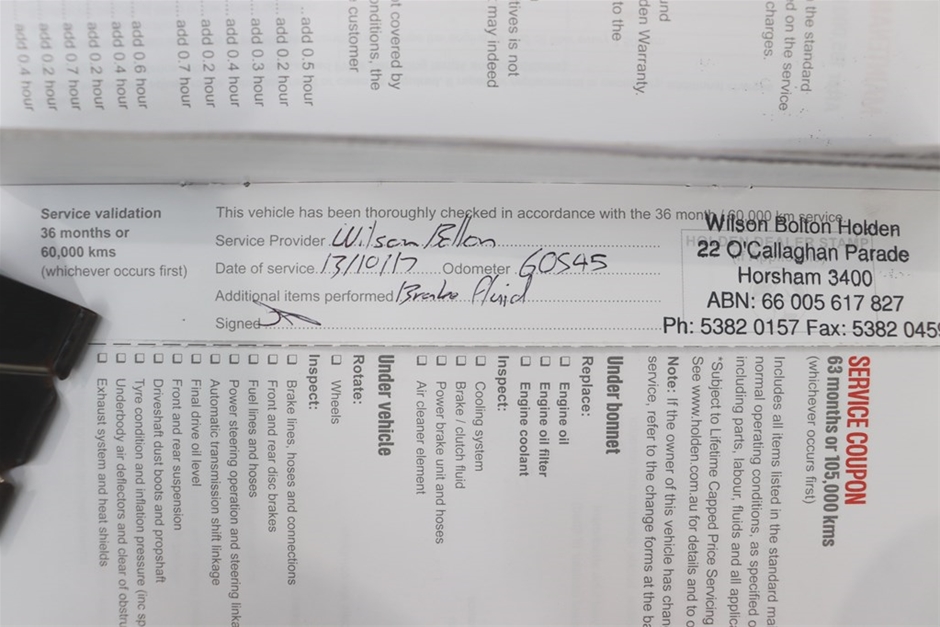 the standard
d on the service
charges.
und
den Warranty.
to the
tives is not
may indeed
t covered by
onditions, the
customer
add 0.5 hour
add 0.2 hour
add 0.3 hour
add 0.4 hour
add 0.2 hour
add 0.7 hour
add 0.6 hour
add 0.4 hour
add 0.2 hour
add 0.7 hour
add 0.2 hour
add 0.4 hour
Service validation
36 months or
60,000 kms
(whichever occurs first)
This vehicle has been thoroughly checked in accordance with the 36 month/60,000 km service.
Service Provider Wilson Bolton
Date of service 13/10/17 Odometer 60545
Additional items performed Brake fluid
Signed
Wilson Bolton Holden
22 O'Callaghan Parade
Horsham 3400
ABN: 66 005 617 827
Ph: 5382 0157 Fax: 5382 0459
SERVICE COUPON
63 months or 105,000 kms
(whichever occurs first)
Includes all items listed in the standard ma
normal operating conditions, as specified o
including parts, labour, fluids and all applica
*Subject to Lifetime Capped Price Servicing
See www.holden.com.au for details and to c
Note: If the owner of this vehicle has chan
service, refer to the change forms at the ba
Under bonnet
Replace:
Engine oil
Engine oil filter
Engine coolant
Inspect:
Cooling system
Brake / clutch fluid
Power brake unit and hoses
Air cleaner element
Under vehicle
Rotate:
Wheels
Inspect:
Brake lines, hoses and connections
Front and rear disc brakes
Fuel lines and hoses
Power steering operation and steering linka
Automatic transmission shift linkage
Final drive oil level
Front and rear suspension
Driveshaft dust boots and propshaft
Tyre condition and inflation pressure (inc sp
Underbody air deflectors and clear of obstru
Exhaust system and heat shields